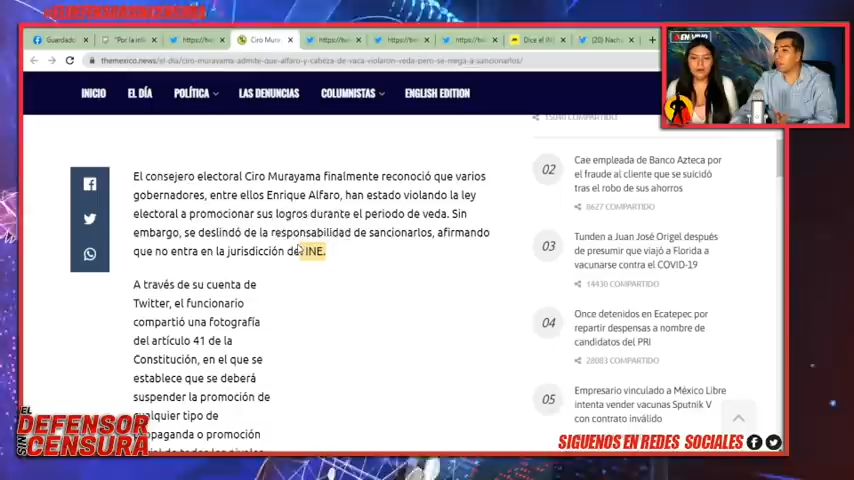 Guardado
"Por la infl
https://tw
Ciro Muray
https://tw
https://tw
https://tw
Dice el IN
(20) Nach
themexico.news/el-dia/ciro-murayama-admite-que-alfaro-y-cabeza-de-vaca-violaron-veda-pero-se-niega-a-sancionarlos/
EN VIVO
INICIO EL DÍA POLÍTICA LAS DENUNCIAS COLUMNISTAS ENGLISH EDITION
15040 COMPARTIDO
El consejero electoral Ciro Murayama finalmente reconoció que varios
gobernadores, entre ellos Enrique Alfaro, han estado violando la ley
electoral a promocionar sus logros durante el periodo de veda. Sin
embargo, se deslindó de la responsabilidad de sancionarlos, afirmando
que no entra en la jurisdicción del INE.
A través de su cuenta de
Twitter, el funcionario
compartió una fotografía
del artículo 41 de la
Constitución, en el que se
establece que se deberá
suspender la promoción de
cualquier tipo de
propaganda o promoción
02
Cae empleada de Banco Azteca por
el fraude al cliente que se suicidó
tras el robo de sus ahorros
8627 COMPARTIDO
03
Tunden a Juan José Origel después
de presumir que viajó a Florida a
vacunarse contra el COVID-19
14430 COMPARTIDO
04
Once detenidos en Ecatepec por
repartir despensas a nombre de
candidatos del PRI
28083 COMPARTIDO
05
Empresario vinculado a México Libre
intenta vender vacunas Sputnik V
con contrato inválido
EL
DEFENSOR
SIN
CENSURA
SIGUENOS EN REDES SOCIALES